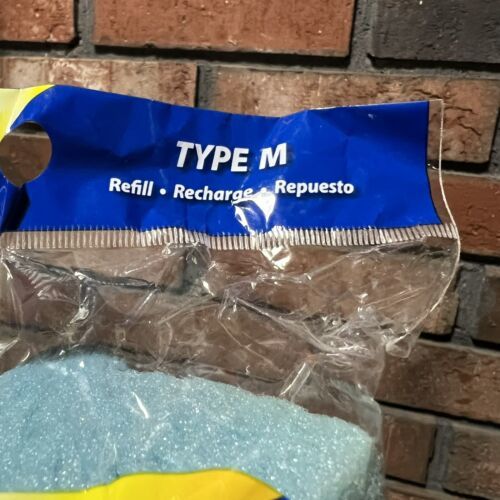 TYPE M
Refill • Recharge • Repuesto